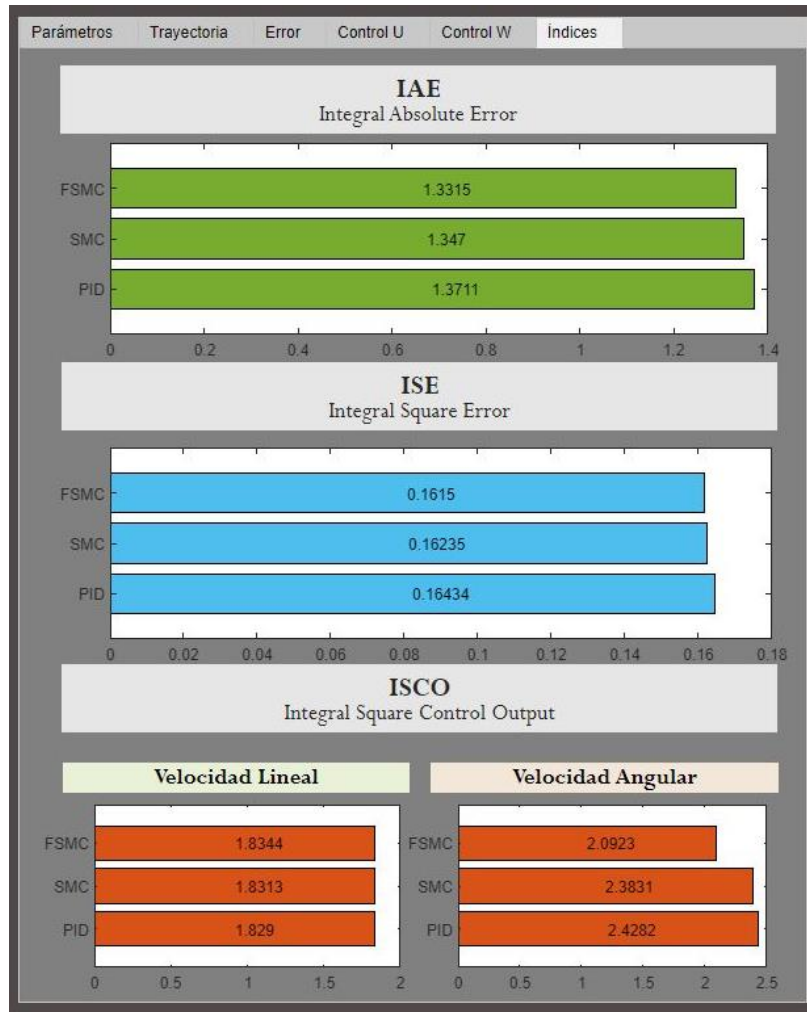 Parámetros Trayectoria Error Control U Control W Índices
IAE
Integral Absolute Error
FSMC 1.3315
SMC 1.347
PID 1.3711
0 0.2 0.4 0.6 0.8 1 1.2 1.4
ISE
Integral Square Error
FSMC 0.1615
SMC 0.16235
PID 0.16434
0 0.02 0.04 0.06 0.08 0.1 0.12 0.14 0.16 0.18
ISCO
Integral Square Control Output
Velocidad Lineal
FSMC 1.8344
SMC 1.8313
PID 1.829
0 0.5 1 1.5 2
Velocidad Angular
FSMC 2.0923
SMC 2.3831
PID 2.4282
0 0.5 1 1.5 2 2.5